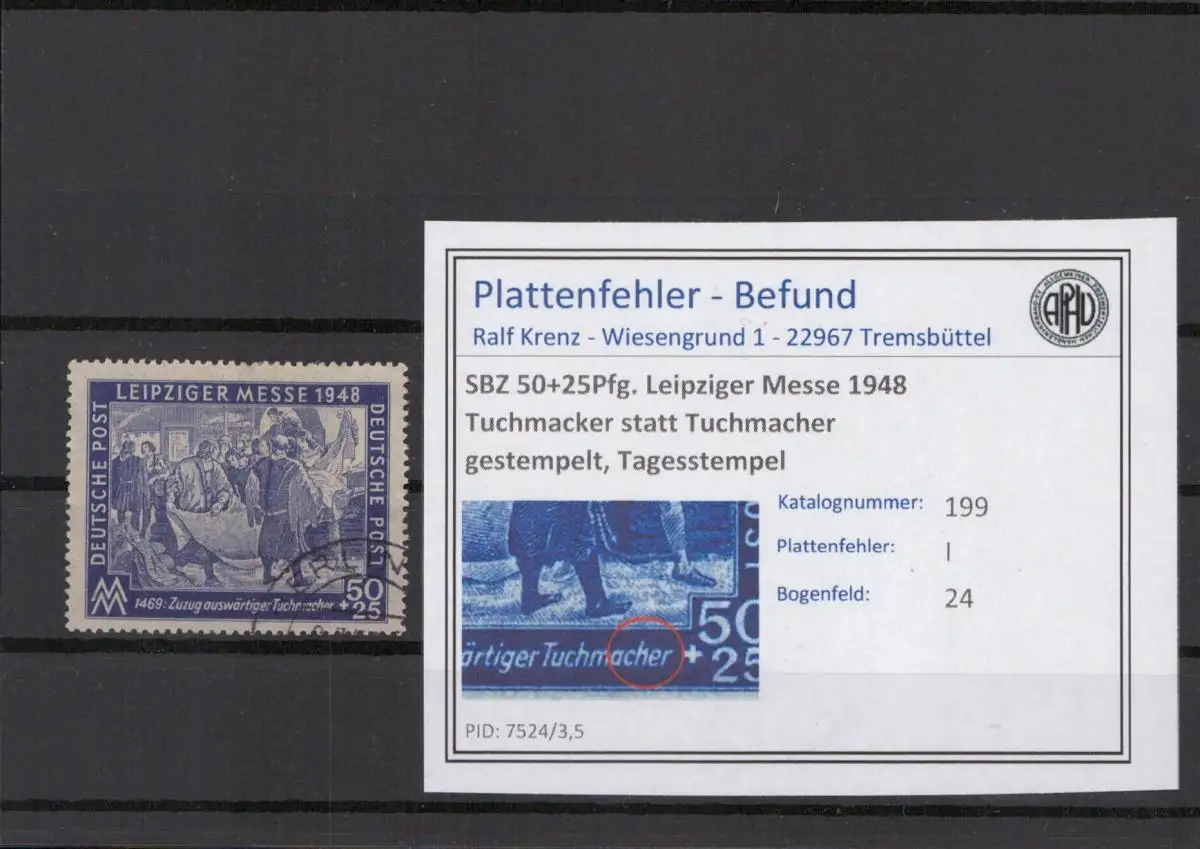 LEIPZIGER MESSE 1948
DEUTSCHE POST
DEUTSCHE POST
1469: Zuzug auswärtiger Tuchmacher
+ 50
25
Plattenfehler - Befund
Ralf Krenz - Wiesengrund 1 - 22967 Tremsbüttel
APHV
SBZ 50+25Pfg. Leipziger Messe 1948
Tuchmacker statt Tuchmacher
gestempelt, Tagesstempel
Katalognummer: 199
Plattenfehler: I
Bogenfeld: 24
ärtiger Tuchmacher + 50
25
PID: 7524/3,5